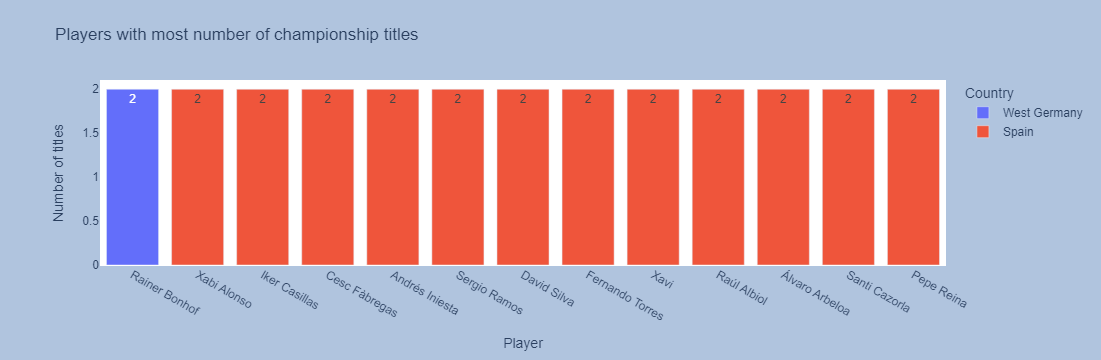 Players with most number of championship titles
Number of titles
2
1.5
1
0.5
0
2
2
2
2
2
2
2
2
2
2
2
2
2
Rainer Bonhof
Xabi Alonso
Iker Casillas
Cesc Fàbregas
Andrés Iniesta
Sergio Ramos
David Silva
Fernando Torres
Xavi
Raúl Albiol
Álvaro Arbeloa
Santi Cazorla
Pepe Reina
Player
Country
West Germany
Spain